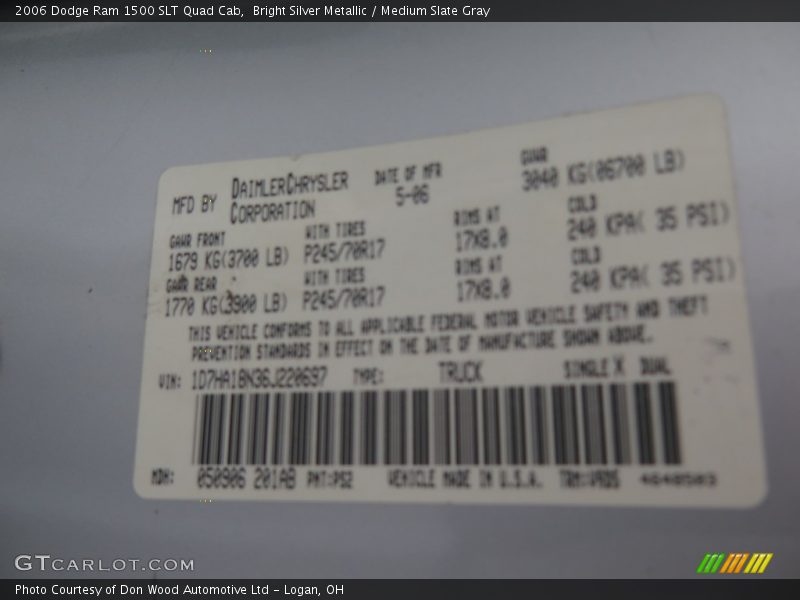 2006 Dodge Ram 1500 SLT Quad Cab,  Bright Silver Metallic / Medium Slate Gray
MFD BY DAIMLERCHRYSLER CORPORATION DATE OF MFR 5-06 GVWR 3040 KG(06700 LB)
GAWR FRONT WITH TIRES RIMS AT COLD
1679 KG(3700 LB) P245/70R17 17X8.0 240 KPA( 35 PSI)
GAWR REAR WITH TIRES RIMS AT COLD
1770 KG(3900 LB) P245/70R17 17X8.0 240 KPA( 35 PSI)
THIS VEHICLE CONFORMS TO ALL APPLICABLE FEDERAL MOTOR VEHICLE SAFETY AND THEFT
PREVENTION STANDARDS IN EFFECT ON THE DATE OF MANUFACTURE SHOWN ABOVE.
VIN: 1D7HA18N36J220697 TYPE: TRUCK SINGLE X DUAL
MDH: 050906 201AB PNT:PS2 VEHICLE MADE IN U.S.A. TRM:
GTCARLOT.COM
Photo Courtesy of Don Wood Automotive Ltd - Logan, OH